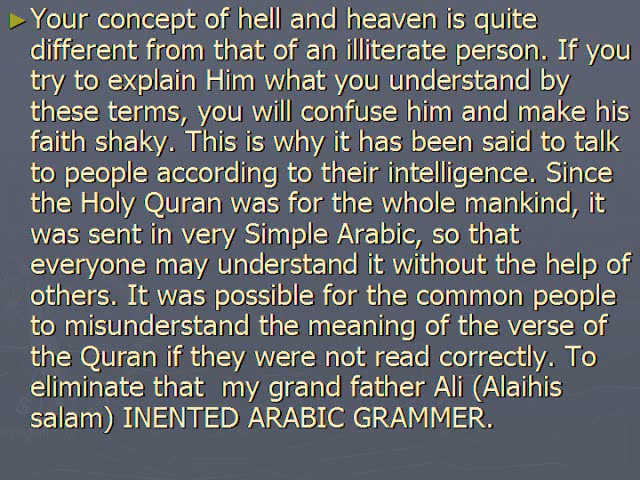 ►Your concept of hell and heaven is quite
different from that of an illiterate person. If you
try to explain Him what you understand by
these terms, you will confuse him and make his
faith shaky. This is why it has been said to talk
to people according to their intelligence. Since
the Holy Quran was for the whole mankind, it
was sent in very Simple Arabic, so that
everyone may understand it without the help of
others. It was possible for the common people
to misunderstand the meaning of the verse of
the Quran if they were not read correctly. To
eliminate that my grand father Ali (Alaihis
salam) INENTED ARABIC GRAMMER.